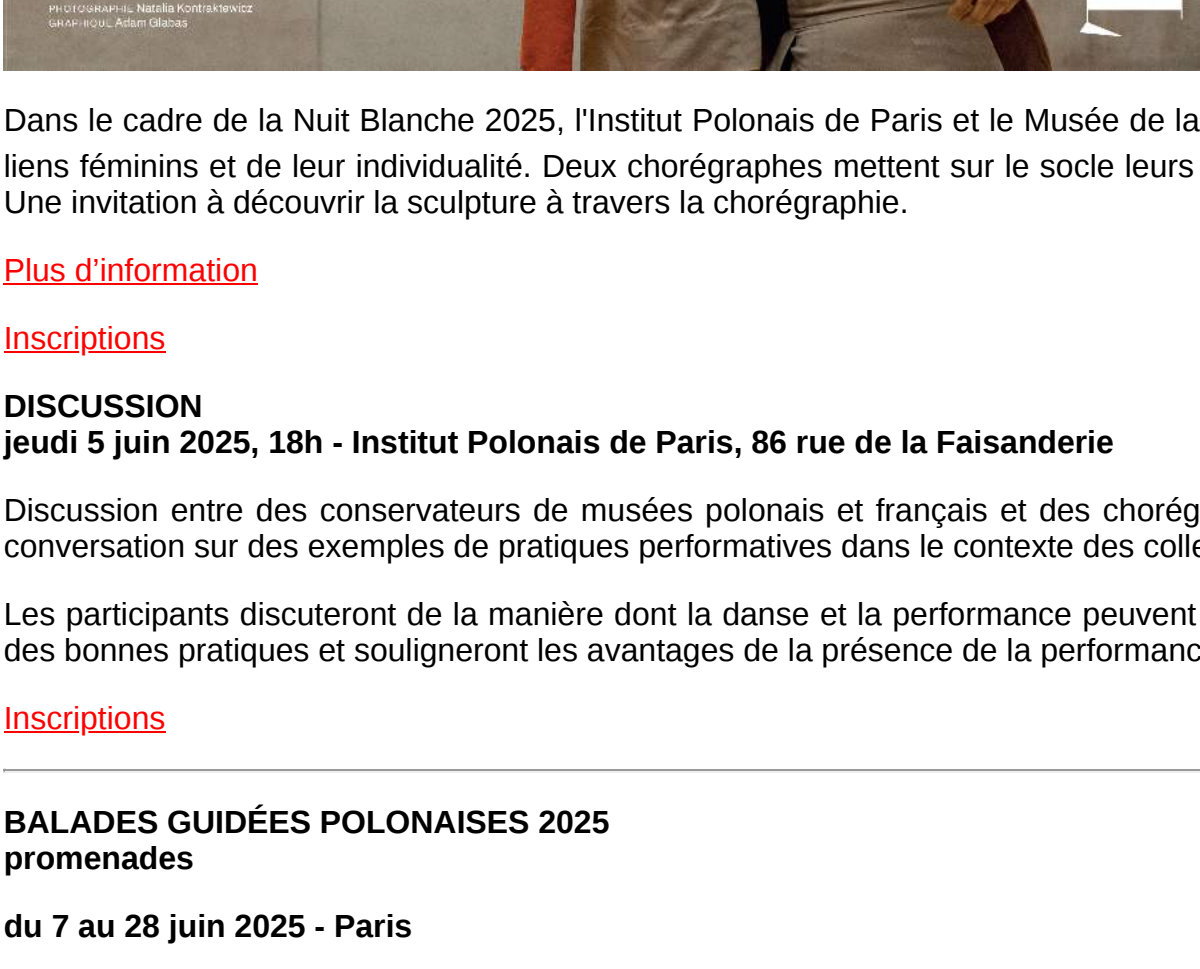 PHOTOGRAPHIE Natalia Kontraktewicz
GRAPHIQUE Adam Glabas
Dans le cadre de la Nuit Blanche 2025, l'Institut Polonais de Paris et le Musée de la
liens féminins et de leur individualité. Deux chorégraphes mettent sur le socle leurs
Une invitation à découvrir la sculpture à travers la chorégraphie.
Plus d’information
Inscriptions
DISCUSSION
jeudi 5 juin 2025, 18h - Institut Polonais de Paris, 86 rue de la Faisanderie
Discussion entre des conservateurs de musées polonais et français et des chorég
conversation sur des exemples de pratiques performatives dans le contexte des colle
Les participants discuteront de la manière dont la danse et la performance peuvent
des bonnes pratiques et souligneront les avantages de la présence de la performanc
Inscriptions
BALADES GUIDÉES POLONAISES 2025
promenades
du 7 au 28 juin 2025 - Paris